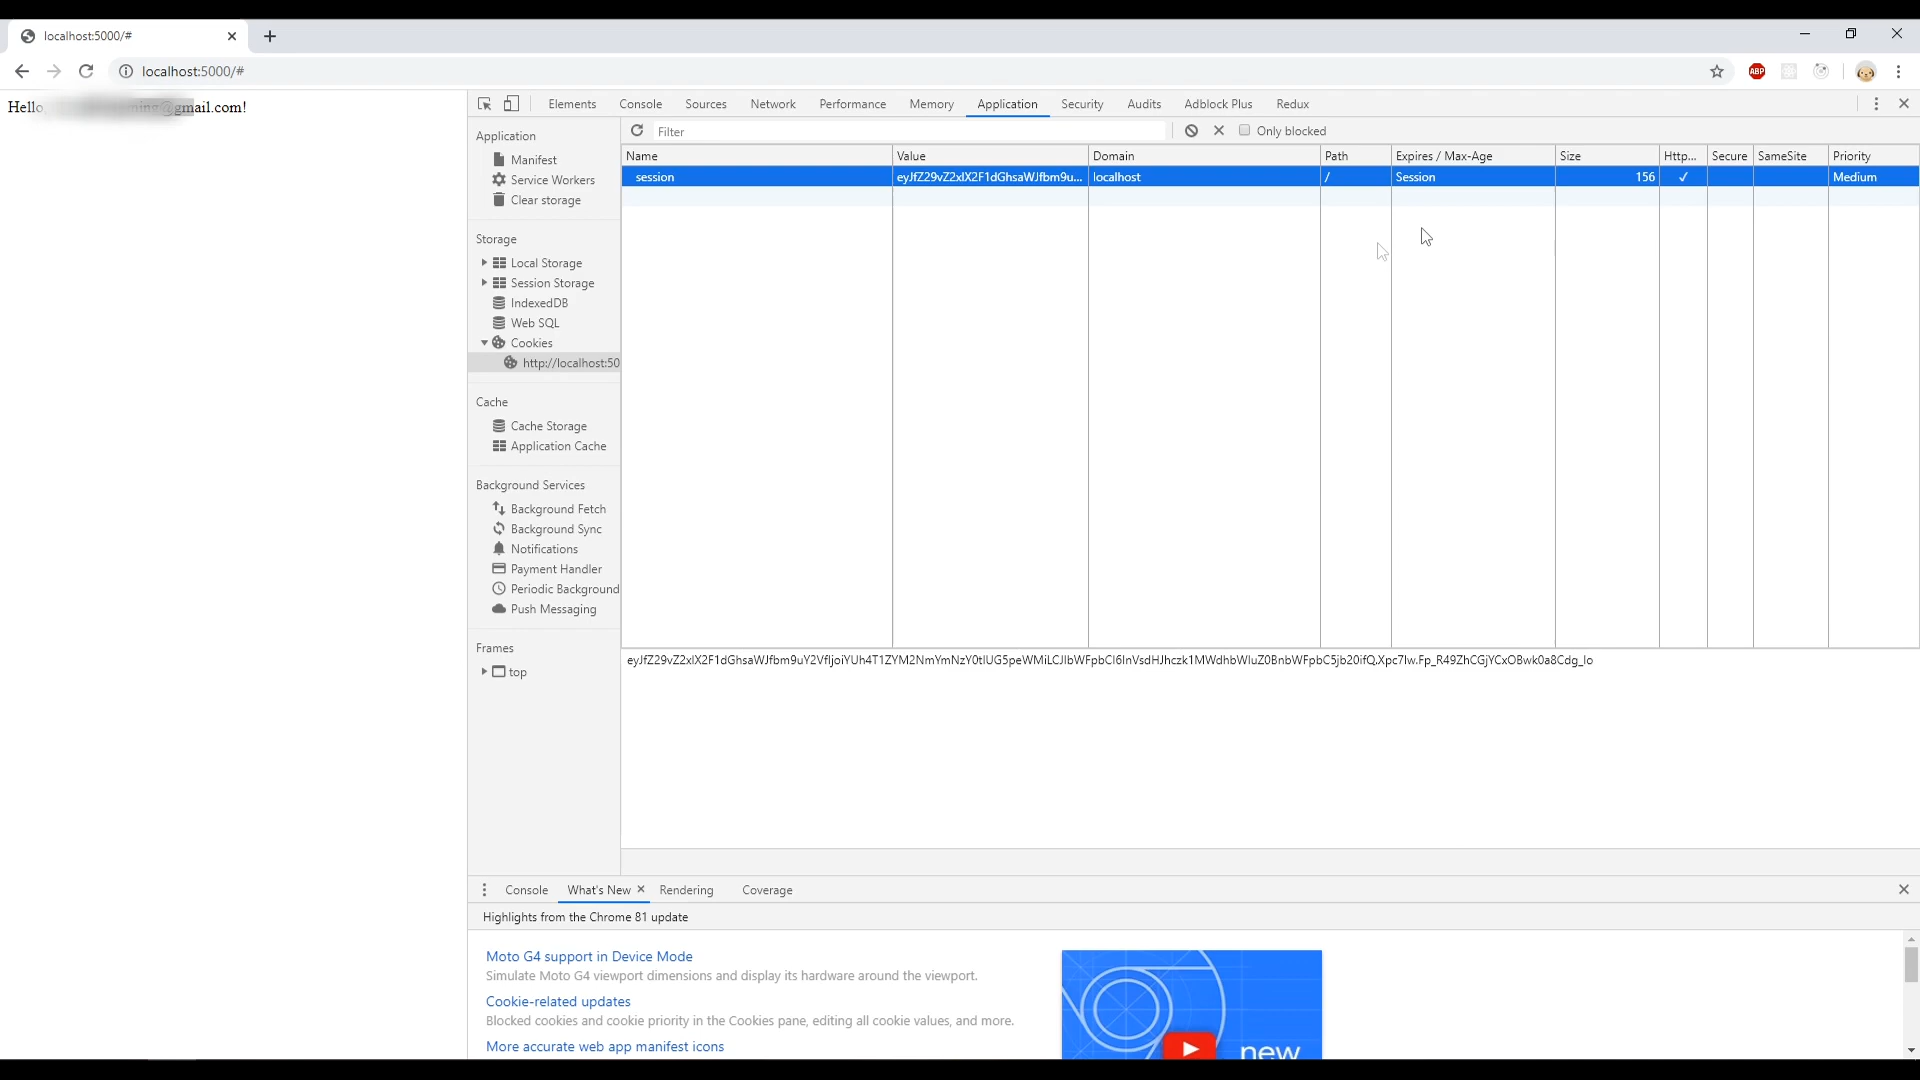 localhost:5000/#
localhost:5000/#
ABP
Hello, gmail.com!
Elements Console Sources Network Performance Memory Application Security Audits Adblock Plus Redux
Application
Manifest
Service Workers
Clear storage
Storage
Local Storage
Session Storage
IndexedDB
Web SQL
Cookies
http://localhost:50
Cache
Cache Storage
Application Cache
Background Services
Background Fetch
Background Sync
Notifications
Payment Handler
Periodic Background
Push Messaging
Frames
top
Filter Only blocked
Name Value Domain Path Expires / Max-Age Size Http... Secure SameSite Priority
session eyJfZ29vZ2xlX2F1dGhsaWJfbm9u... localhost / Session 156 ✓ Medium
Console What's New Rendering Coverage
Highlights from the Chrome 81 update
Moto G4 support in Device Mode
Simulate Moto G4 viewport dimensions and display its hardware around the viewport.
Cookie-related updates
Blocked cookies and cookie priority in the Cookies pane, editing all cookie values, and more.
More accurate web app manifest icons
new